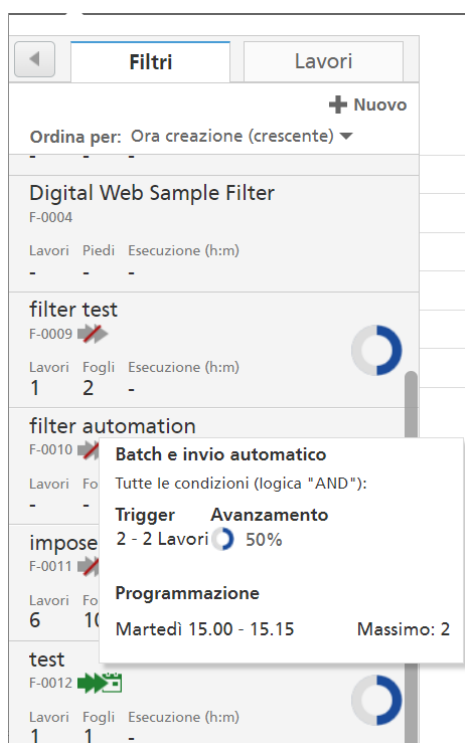 Filtri Lavori
Nuovo
Ordina per: Ora creazione (crescente)
- - -
Digital Web Sample Filter
F-0004
Lavori Piedi Esecuzione (h:m)
- - -
filter test
F-0009
Lavori Fogli Esecuzione (h:m)
1 2 -
filter automation
F-0010
Batch e invio automatico
Lavori Fo
Tutte le condizioni (logica "AND"):
- -
Trigger Avanzamento
impose
2 - 2 Lavori 50%
F-0011
Lavori Fo
Programmazione
6 10
Martedì 15.00 - 15.15 Massimo: 2
test
F-0012
Lavori Fogli Esecuzione (h:m)
1 1 -